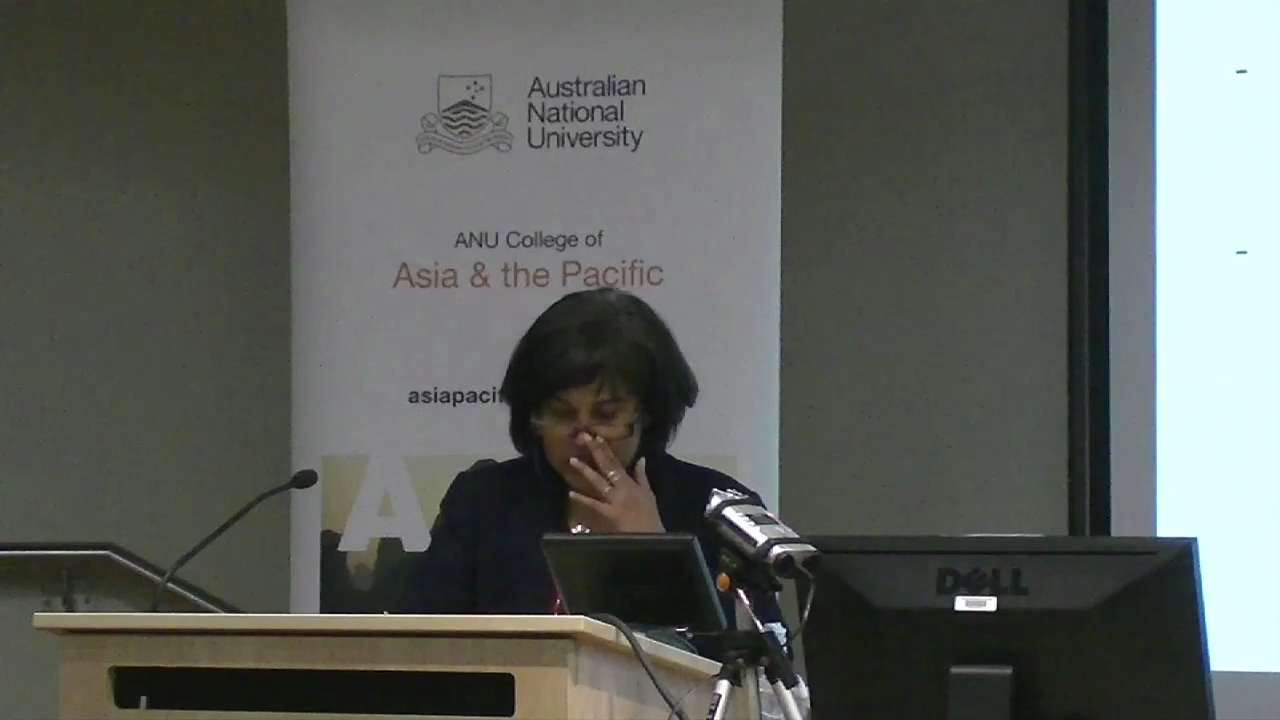 Australian
National
University
ANU College of
Asia & the Pacific
asiapacif
A
DELL